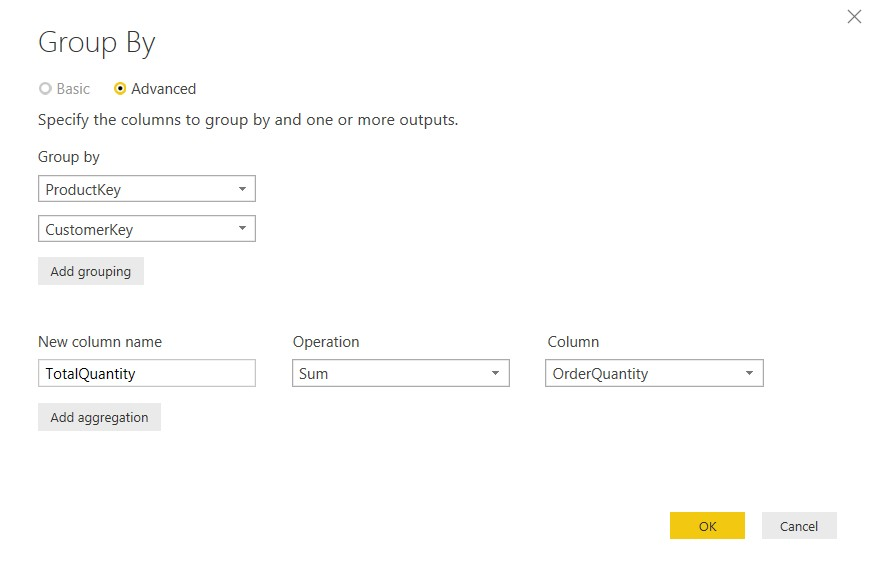 Group By
Basic Advanced
Specify the columns to group by and one or more outputs.
Group by
ProductKey
CustomerKey
Add grouping
New column name Operation Column
TotalQuantity Sum OrderQuantity
Add aggregation
OK Cancel